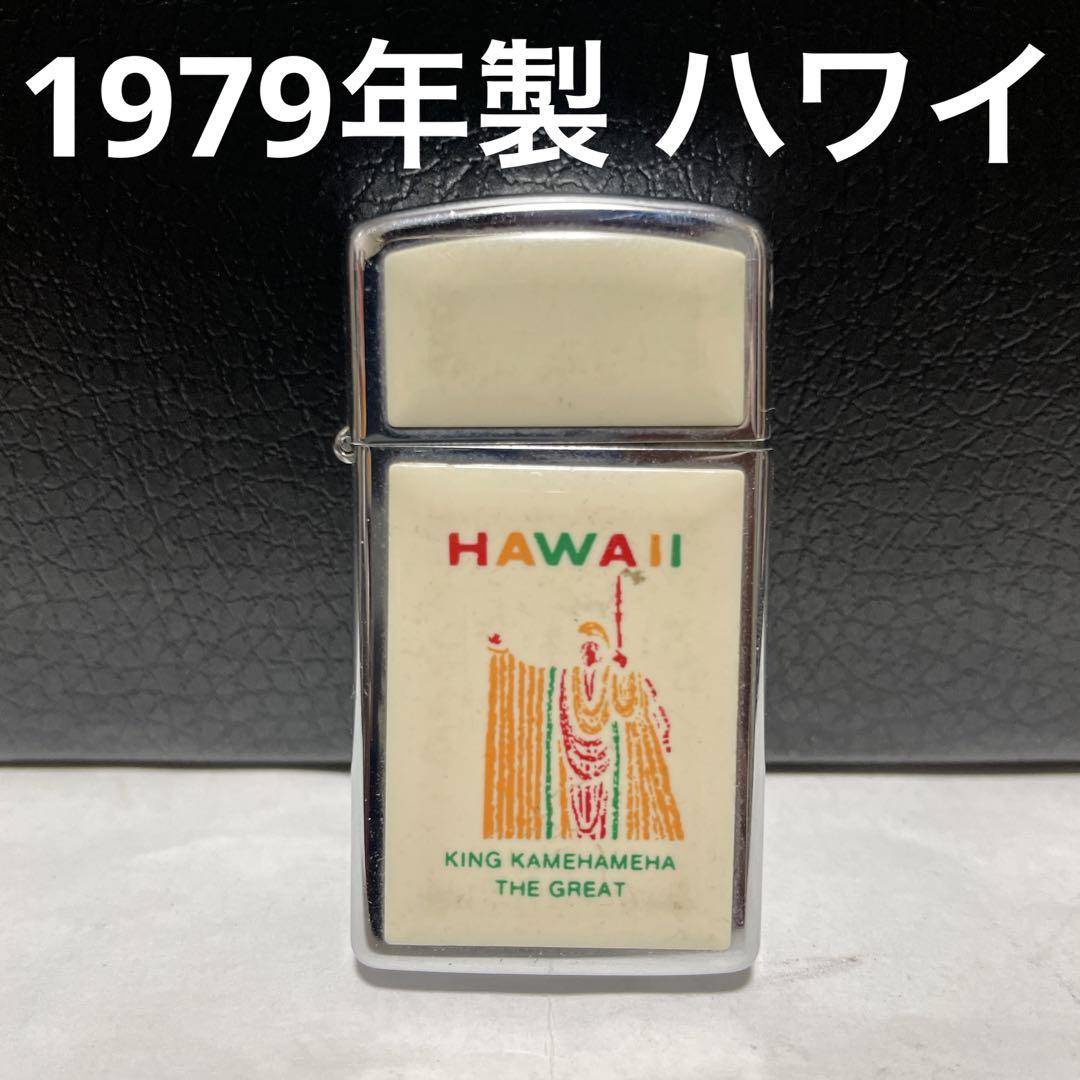 1979年製 ハワイ
HAWAII
KING KAMEHAMEHA
THE GREAT